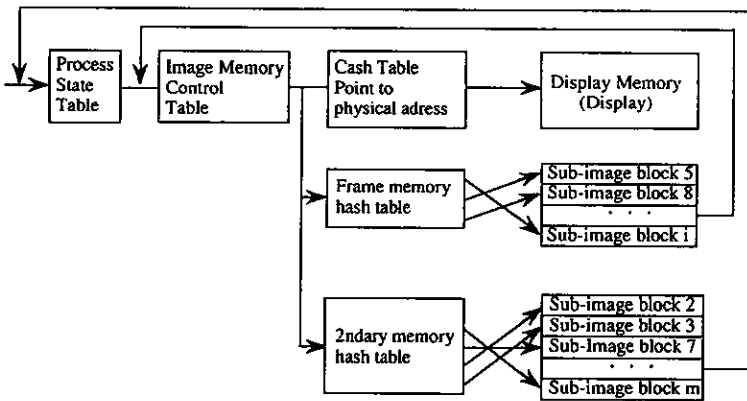 Process
State
Table
Image Memory
Control
Table
Cash Table
Point to
physical adress
Display Memory
(Display)
Frame memory
hash table
Sub-image block 5
Sub-image block 8
. . .
Sub-image block i
2ndary memory
hash table
Sub-image block 2
Sub-image block 3
Sub-Image block 7
. . .
Sub-image block m